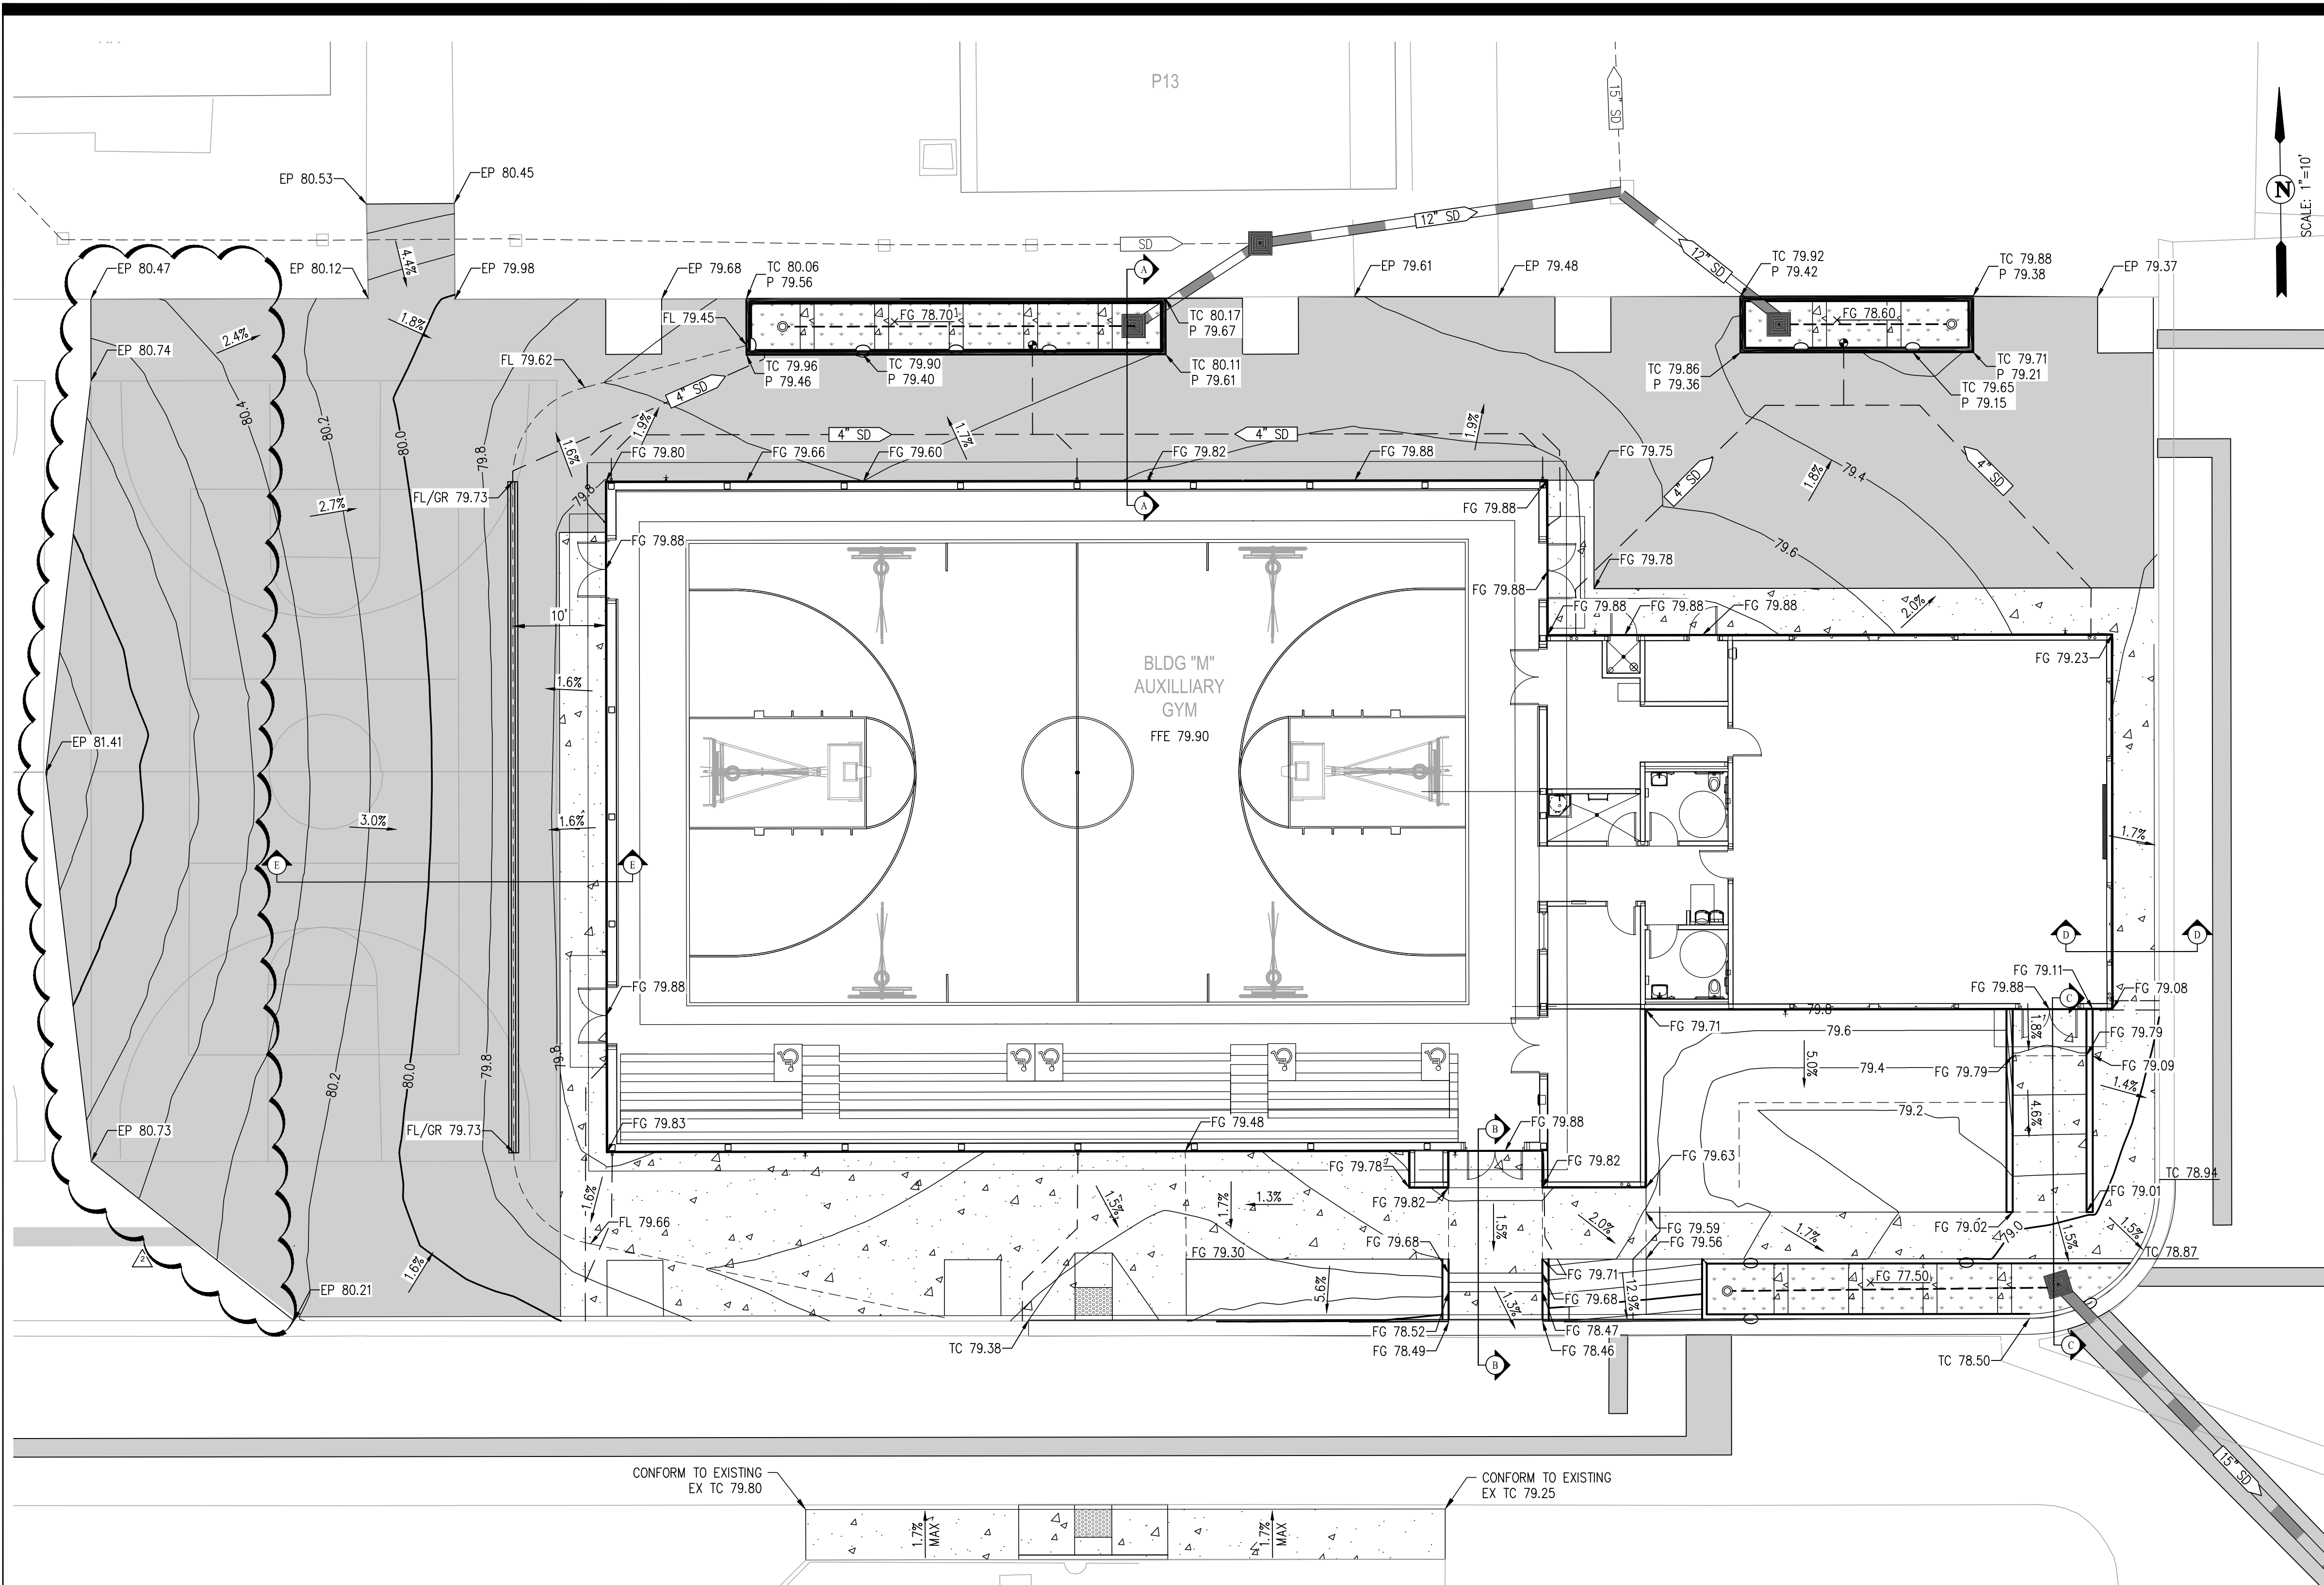 P13
15" SD
N
SCALE: 1"=10'
EP 80.53
EP 80.45
12" SD
SD
12" SD
A
EP 80.47
EP 80.12
4.4%
EP 79.98
EP 79.68
TC 80.06
P 79.56
EP 79.61
EP 79.48
TC 79.92
P 79.42
TC 79.88
P 79.38
EP 79.37
1.8%
2.4%
FL 79.45
FG 78.70
TC 80.17
P 79.67
FG 78.60
EP 80.74
FL 79.62
TC 79.96
P 79.46
TC 79.90
P 79.40
TC 80.11
P 79.61
TC 79.86
P 79.36
TC 79.71
P 79.21
TC 79.65
P 79.15
4" SD
80.4
80.2
80.0
79.8
1.6%
1.9%
4" SD
1.7%
4" SD
1.9%
FG 79.80
FG 79.66
FG 79.60
FG 79.82
FG 79.88
FG 79.75
4" SD
1.8%
79.4
4" SD
FL/GR 79.73
79.8
2.7%
A
FG 79.88
FG 79.88
79.6
FG 79.78
FG 79.88
10'
FG 79.88
FG 79.88
FG 79.88
2.0%
FG 79.23
1.6%
BLDG "M"
AUXILLIARY
GYM
FFE 79.90
EP 81.41
3.0%
1.6%
1.7%
E
E
D
D
FG 79.88
FG 79.11
FG 79.88
C
FG 79.08
79.8
FG 79.71
79.6
1.8%
FG 79.79
79.8
79.8
80.0
80.2
5.0%
79.4
FG 79.79
FG 79.09
1.4%
79.2
4.6%
EP 80.73
FL/GR 79.73
FG 79.83
FG 79.48
B
FG 79.88
FG 79.78
FG 79.82
FG 79.63
TC 78.94
1.6%
1.5%
1.7%
1.3%
FG 79.82
FG 79.01
FL 79.66
1.5%
2.0%
FG 79.59
FG 79.56
1.7%
FG 79.02
79.0
1.5%
1.5%
FG 79.68
FG 79.30
TC 78.87
2
1.6%
EP 80.21
5.6%
FG 79.71
FG 79.68
12.9%
FG 77.50
1.3%
FG 78.52
FG 78.49
FG 78.47
FG 78.46
TC 79.38
B
TC 78.50
C
15" SD
CONFORM TO EXISTING
EX TC 79.80
CONFORM TO EXISTING
EX TC 79.25
1.7%
MAX
1.7%
MAX